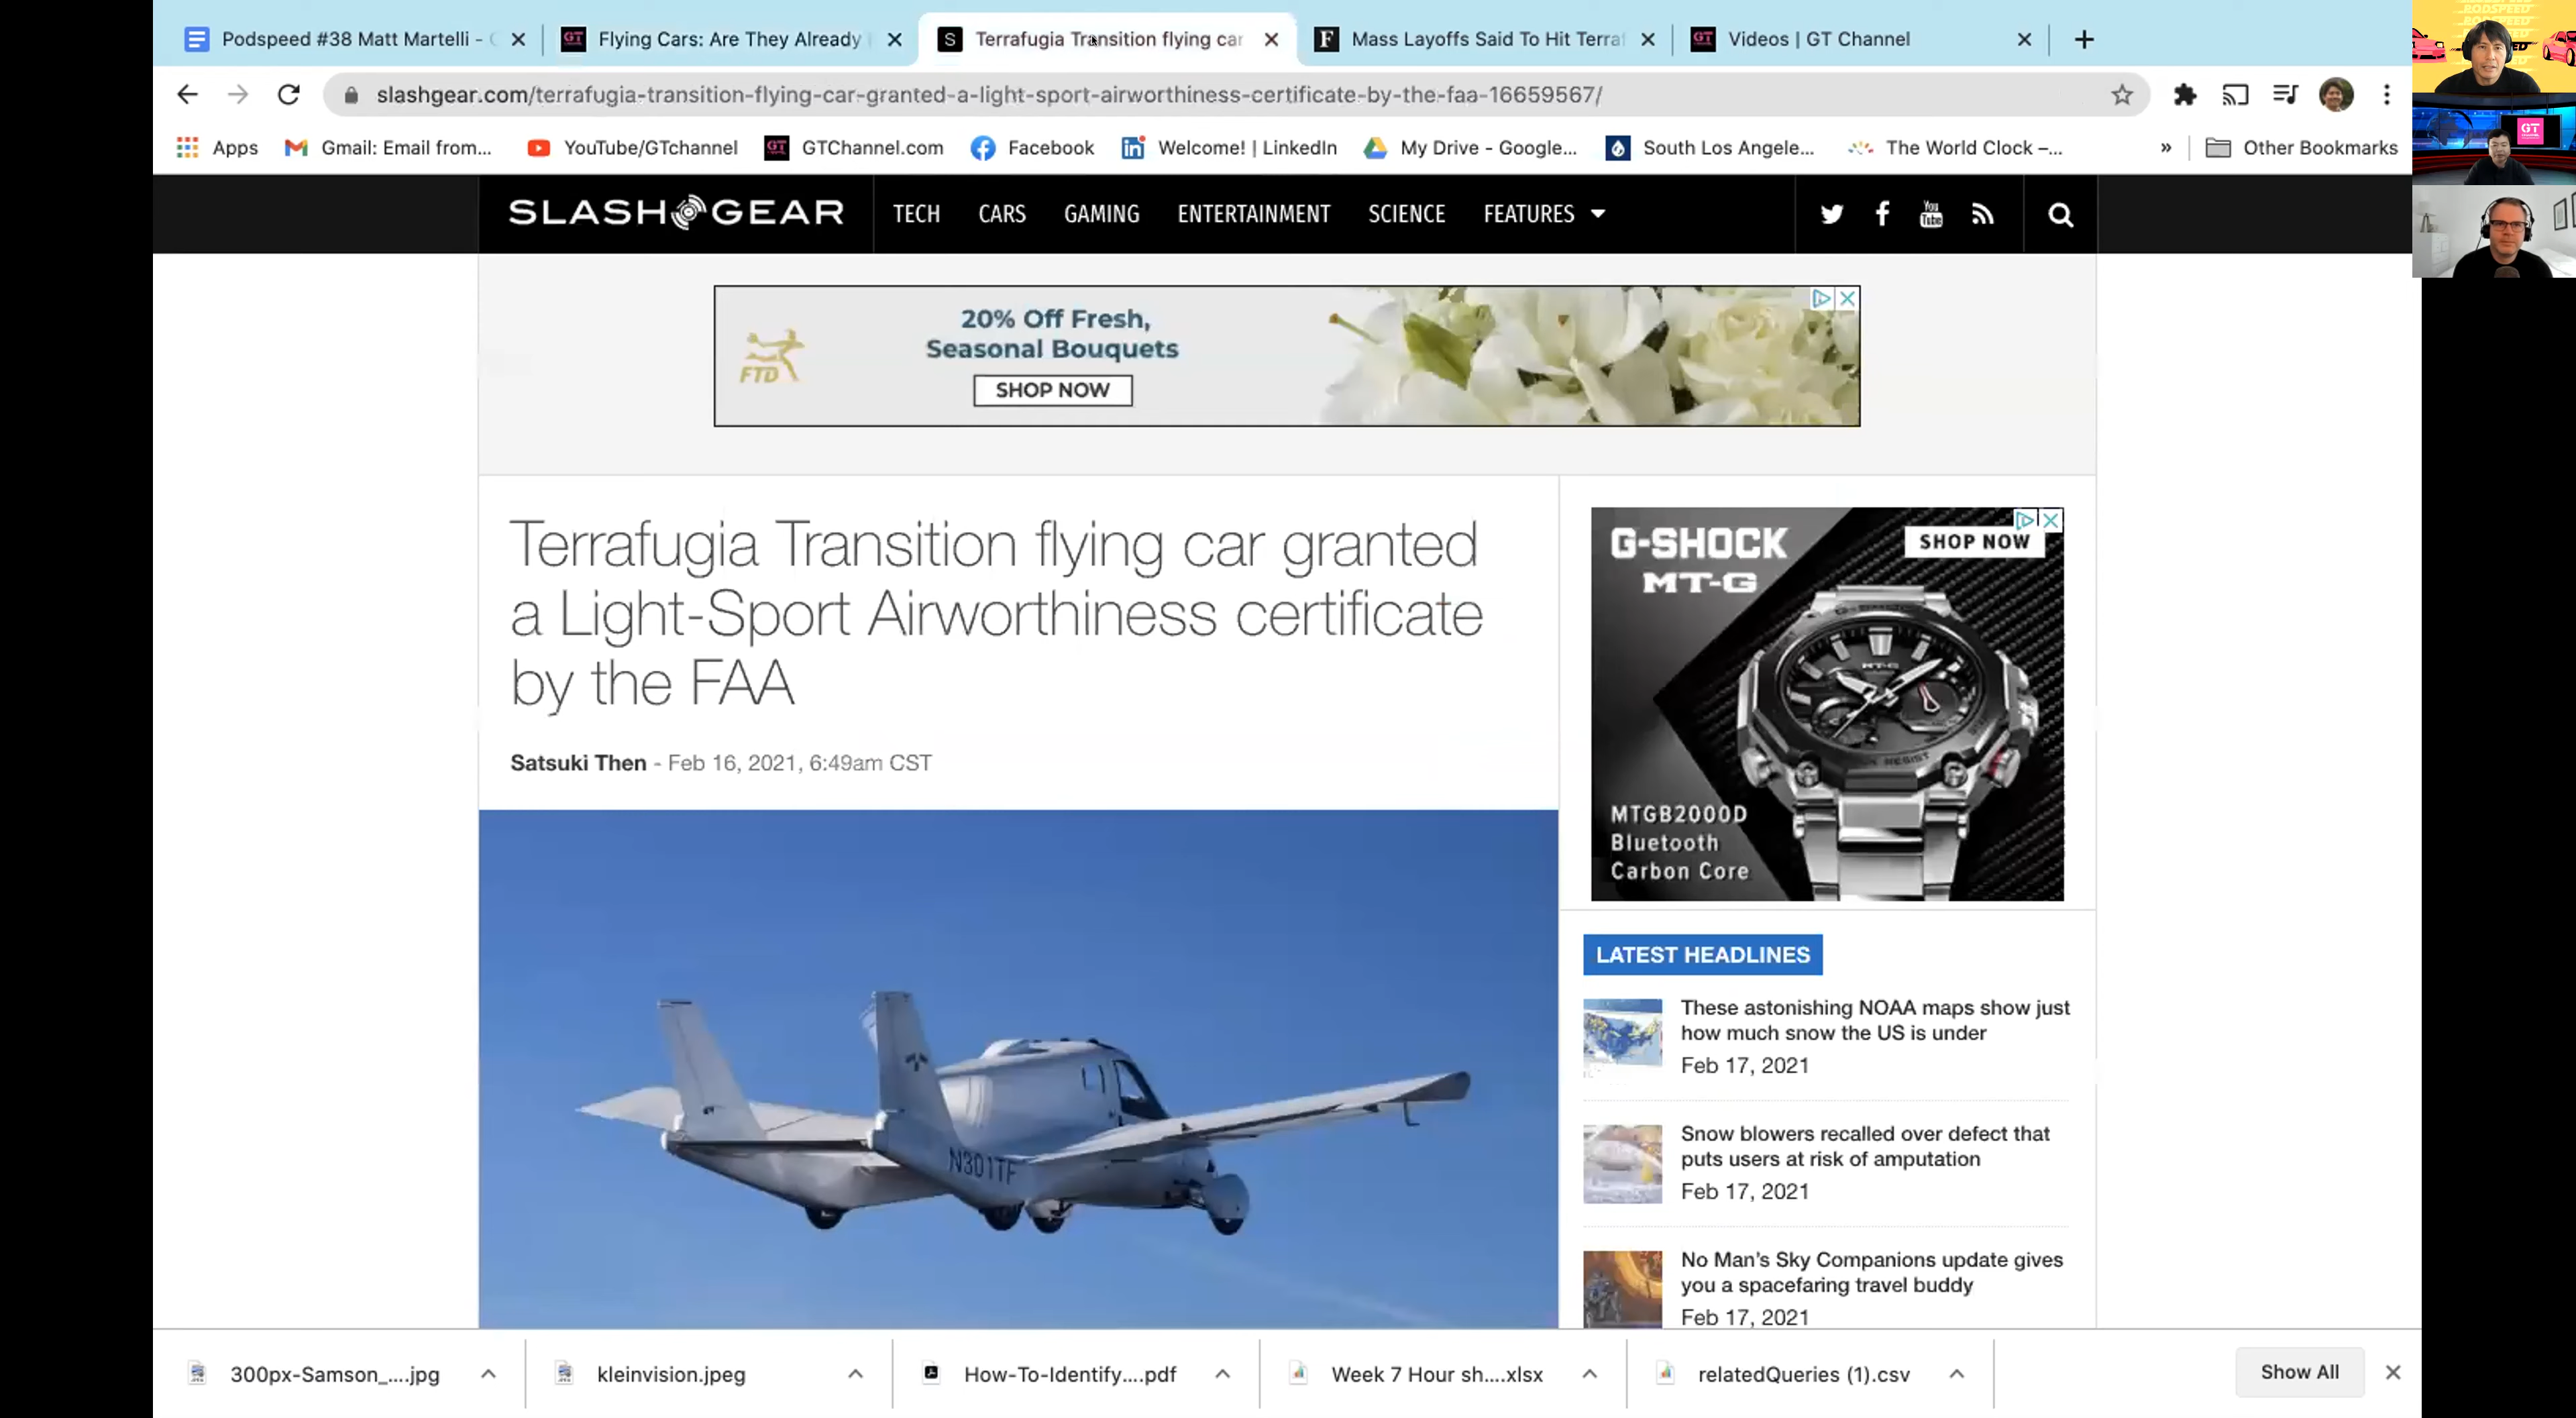 Podspeed #38 Matt Martelli -
Flying Cars: Are They Already
Terrafugia Transition flying car
Mass Layoffs Said To Hit Terraf
Videos | GT Channel
slashgear.com/terrafugia-transition-flying-car-granted-a-light-sport-airworthiness-certificate-by-the-faa-16659567/
Apps
Gmail: Email from...
YouTube/GTchannel
GTChannel.com
Facebook
Welcome! | LinkedIn
My Drive - Google...
South Los Angele...
The World Clock –...
»
Other Bookmarks
SLASHGEAR
TECH
CARS
GAMING
ENTERTAINMENT
SCIENCE
FEATURES
20% Off Fresh,
Seasonal Bouquets
SHOP NOW
FTD
Terrafugia Transition flying car granted
a Light-Sport Airworthiness certificate
by the FAA
Satsuki Then - Feb 16, 2021, 6:49am CST
N301TF
G-SHOCK
MT-G
SHOP NOW
MTGB2000D
Bluetooth
Carbon Core
LATEST HEADLINES
These astonishing NOAA maps show just
how much snow the US is under
Feb 17, 2021
Snow blowers recalled over defect that
puts users at risk of amputation
Feb 17, 2021
No Man's Sky Companions update gives
you a spacefaring travel buddy
Feb 17, 2021
300px-Samson_....jpg
kleinvision.jpeg
How-To-Identify....pdf
Week 7 Hour sh....xlsx
relatedQueries (1).csv
Show All